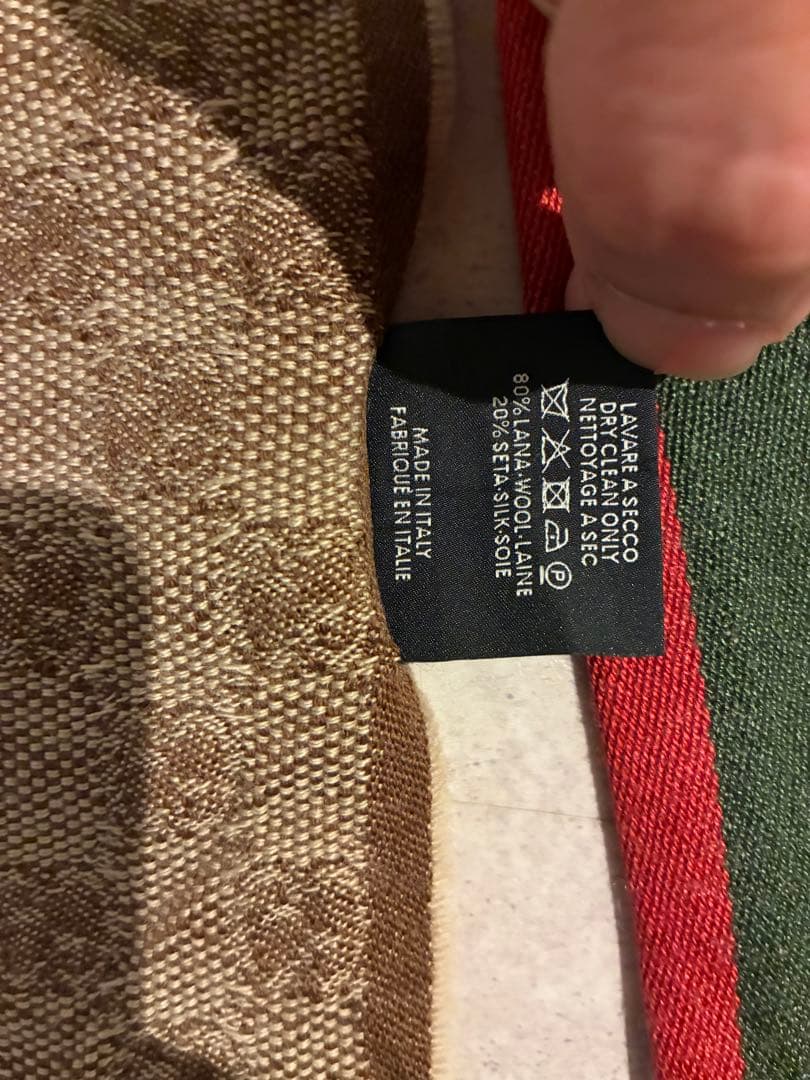 LAVARE A SECCO
DRY CLEAN ONLY
NETTOYAGE A SEC
P
80%LANA·WOOL·LAINE
20%SETA·SILK·SOIE
MADE IN ITALY
FABRIQUÉ EN ITALIE